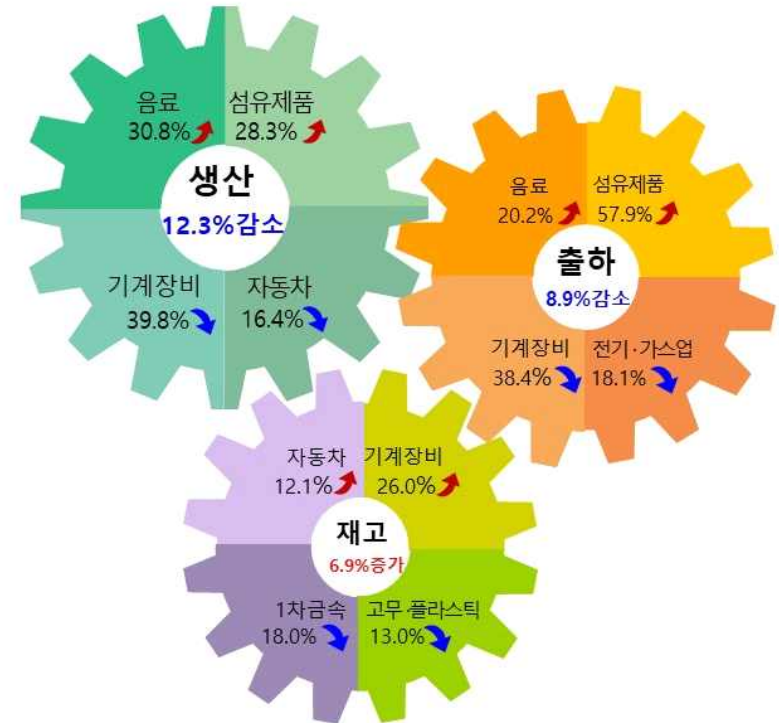 음료
30.8%
섬유제품
28.3%
생산
12.3%감소
기계장비
39.8%
자동차
16.4%
음료
20.2%
섬유제품
57.9%
출하
8.9%감소
기계장비
38.4%
전기·가스업
18.1%
자동차
12.1%
기계장비
26.0%
재고
6.9%증가
1차금속
18.0%
고무·플라스틱
13.0%